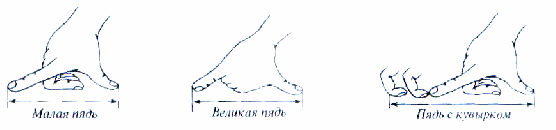 Малая пядь
Великая пядь
Пядь с кувырком